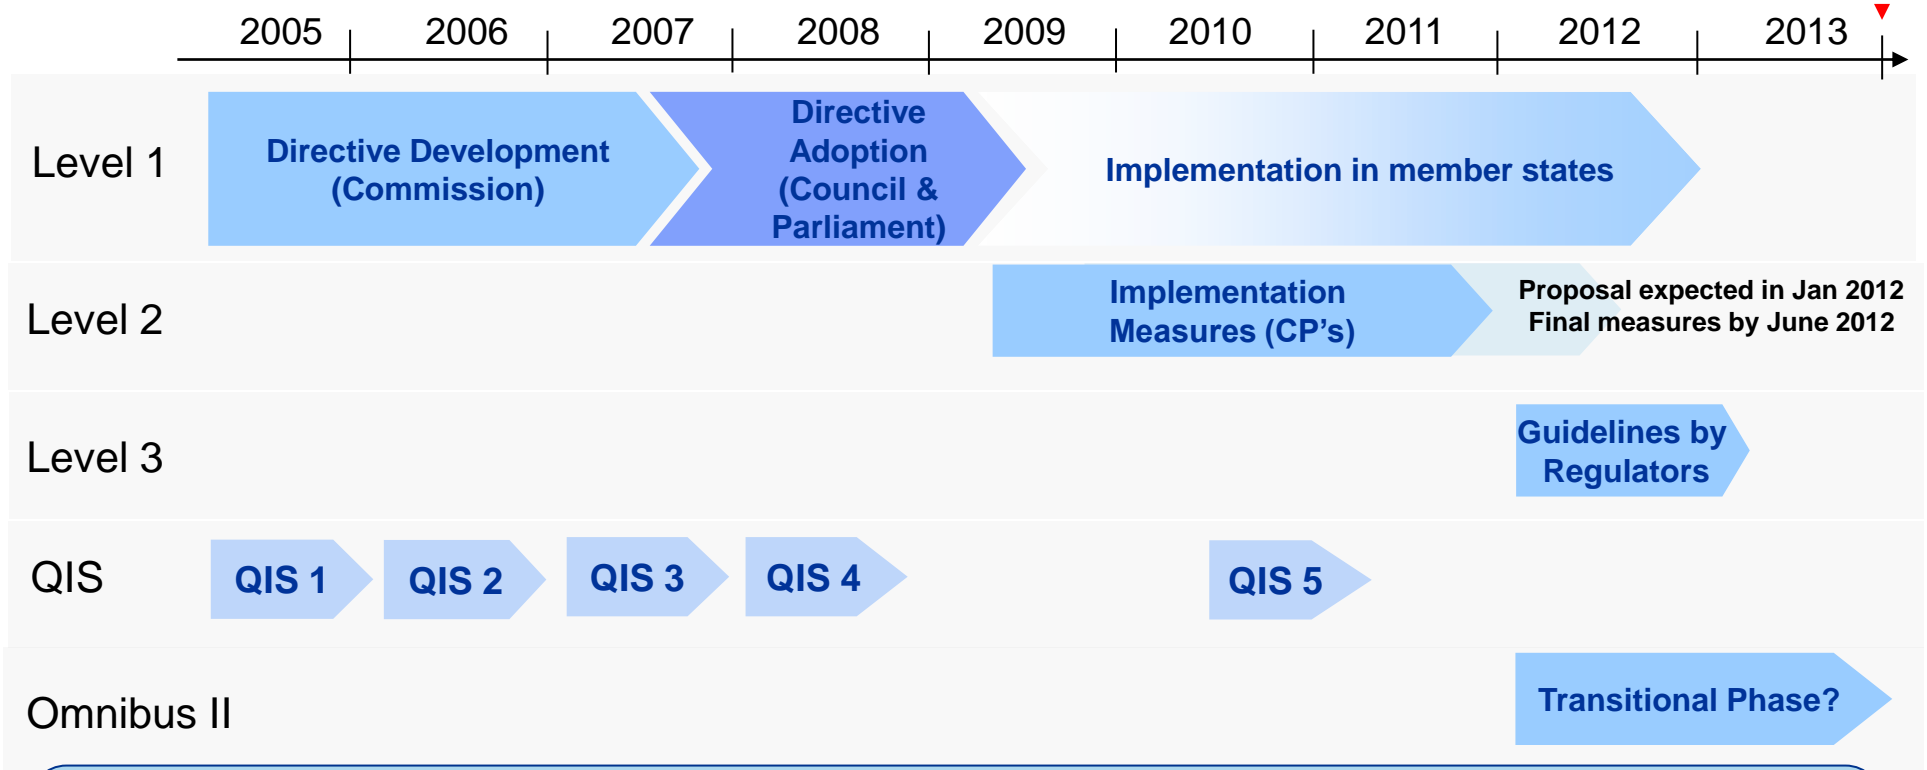 2005 2006 2007 2008 2009 2010 2011 2012 2013
Level 1
Directive Development
(Commission)
Directive
Adoption
(Council &
Parliament)
Implementation in member states
Level 2
Implementation
Measures (CP's)
Proposal expected in Jan 2012
Final measures by June 2012
Level 3
Guidelines by
Regulators
QIS
QIS 1
QIS 2
QIS 3
QIS 4
QIS 5
Omnibus II
Transitional Phase?